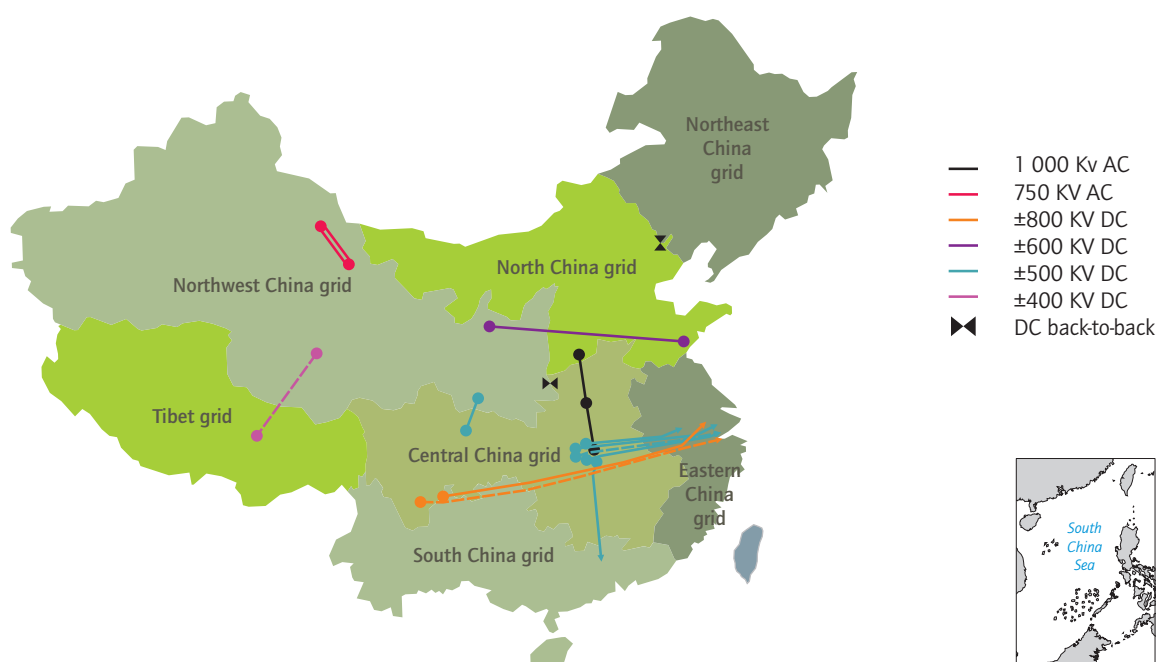 Northeast
China
grid
North China grid
Northwest China grid
Tibet grid
Central China grid
Eastern
China
grid
South China grid
1 000 Kv AC
750 KV AC
±800 KV DC
±600 KV DC
±500 KV DC
±400 KV DC
DC back-to-back
South
China
Sea